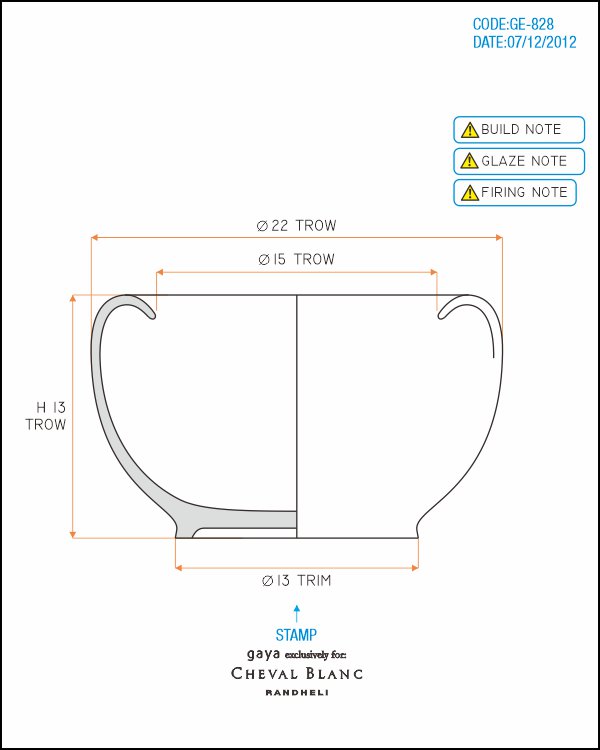 CODE:GE-828
DATE:07/12/2012
BUILD NOTE
GLAZE NOTE
FIRING NOTE
Ø 22 TROW
Ø 15 TROW
H 13
TROW
Ø 13 TRIM
STAMP
gaya exclusively for:
CHEVAL BLANC
RANDHELI